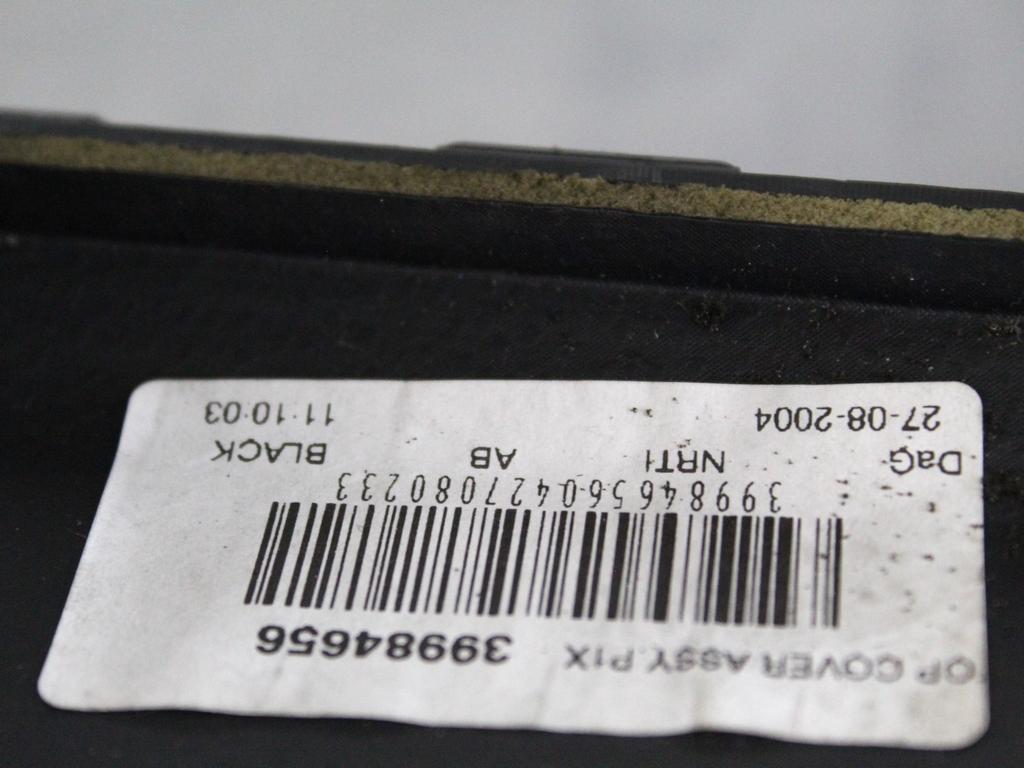 OP COVER ASSY P1X 39984656
399846560427080233
DaG NRT1 AB BLACK
27-08-2004 11:10:03